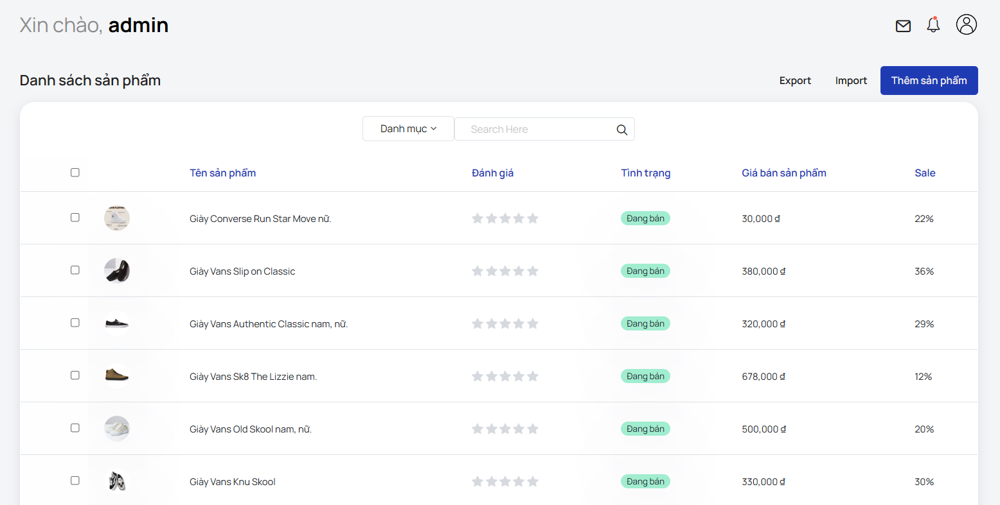 Xin chào, admin
Danh sách sản phẩm
Export
Import
Thêm sản phẩm
Danh mục
Search Here
Tên sản phẩm
Đánh giá
Tình trạng
Giá bán sản phẩm
Sale
Giày Converse Run Star Move nữ.
Đang bán
30,000 ₫
22%
Giày Vans Slip on Classic
Đang bán
380,000 ₫
36%
Giày Vans Authentic Classic nam, nữ.
Đang bán
320,000 ₫
29%
Giày Vans Sk8 The Lizzie nam.
Đang bán
678,000 ₫
12%
Giày Vans Old Skool nam, nữ.
Đang bán
500,000 ₫
20%
Giày Vans Knu Skool
Đang bán
330,000 ₫
30%